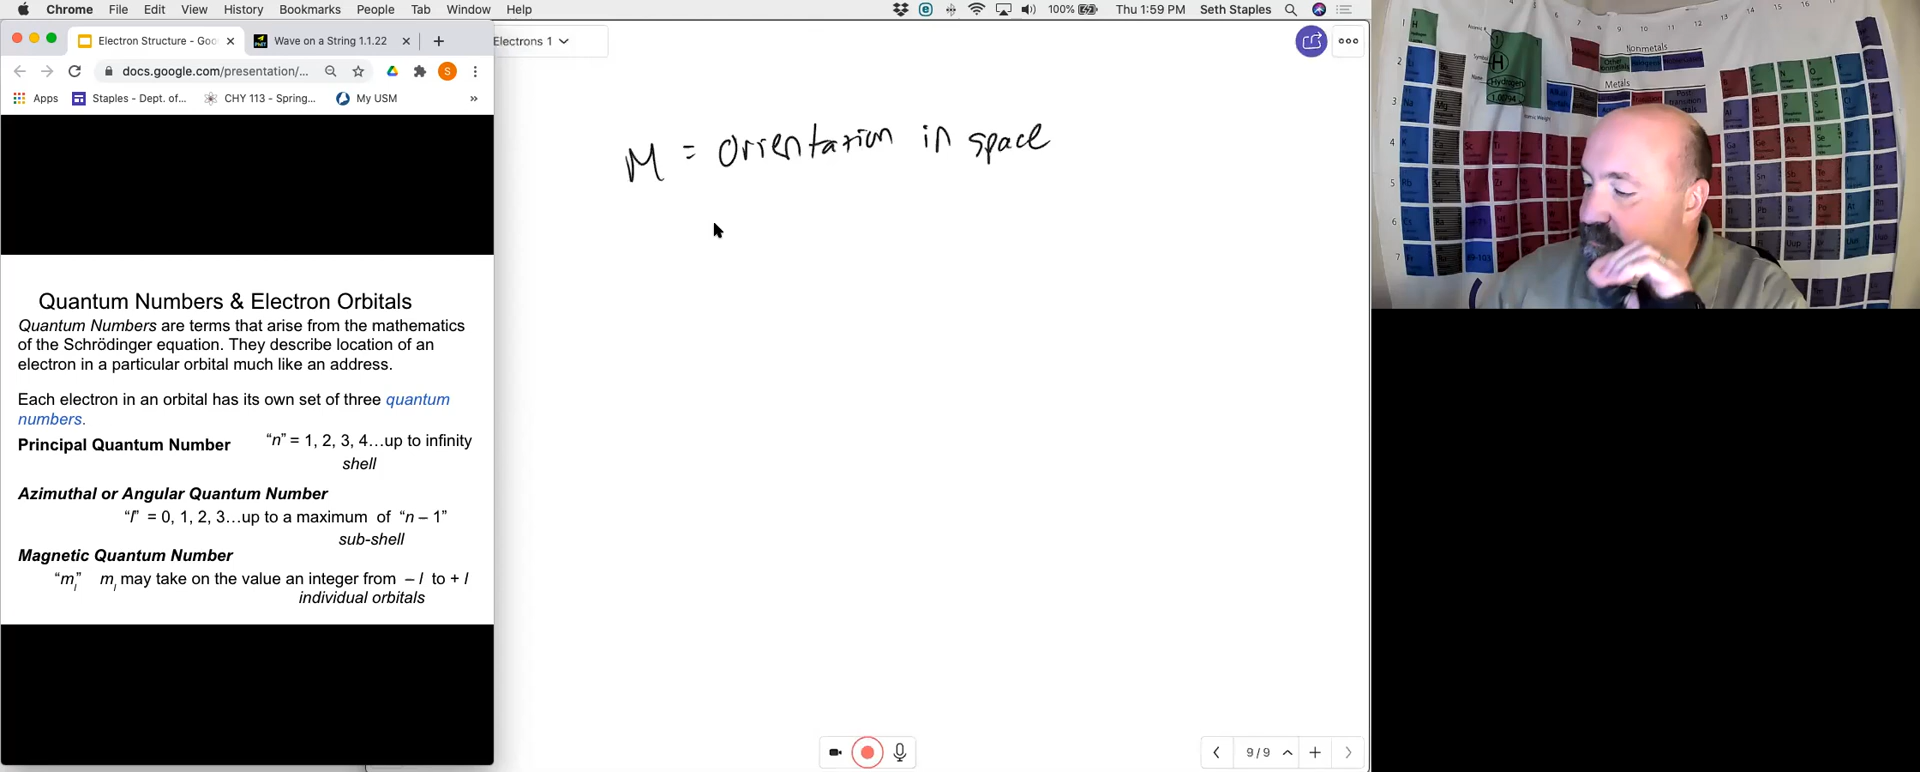 Chrome File Edit View History Bookmarks People Tab Window Help
100% Thu 1:59 PM Seth Staples
Electron Structure - Goo
Wave on a String 1.1.22
Electrons 1
docs.google.com/presentation/...
S
Apps Staples - Dept. of... CHY 113 - Spring... My USM »
M = Orientation in space
Quantum Numbers & Electron Orbitals
Quantum Numbers are terms that arise from the mathematics
of the Schrödinger equation. They describe location of an
electron in a particular orbital much like an address.
Each electron in an orbital has its own set of three quantum
numbers.
Principal Quantum Number "n" = 1, 2, 3, 4…up to infinity
shell
Azimuthal or Angular Quantum Number
"l" = 0, 1, 2, 3…up to a maximum of "n – 1"
sub-shell
Magnetic Quantum Number
"ml" ml may take on the value an integer from – l to + l
individual orbitals
9 / 9
Nonmetals
Metals
H
Hydrogen
1.0094